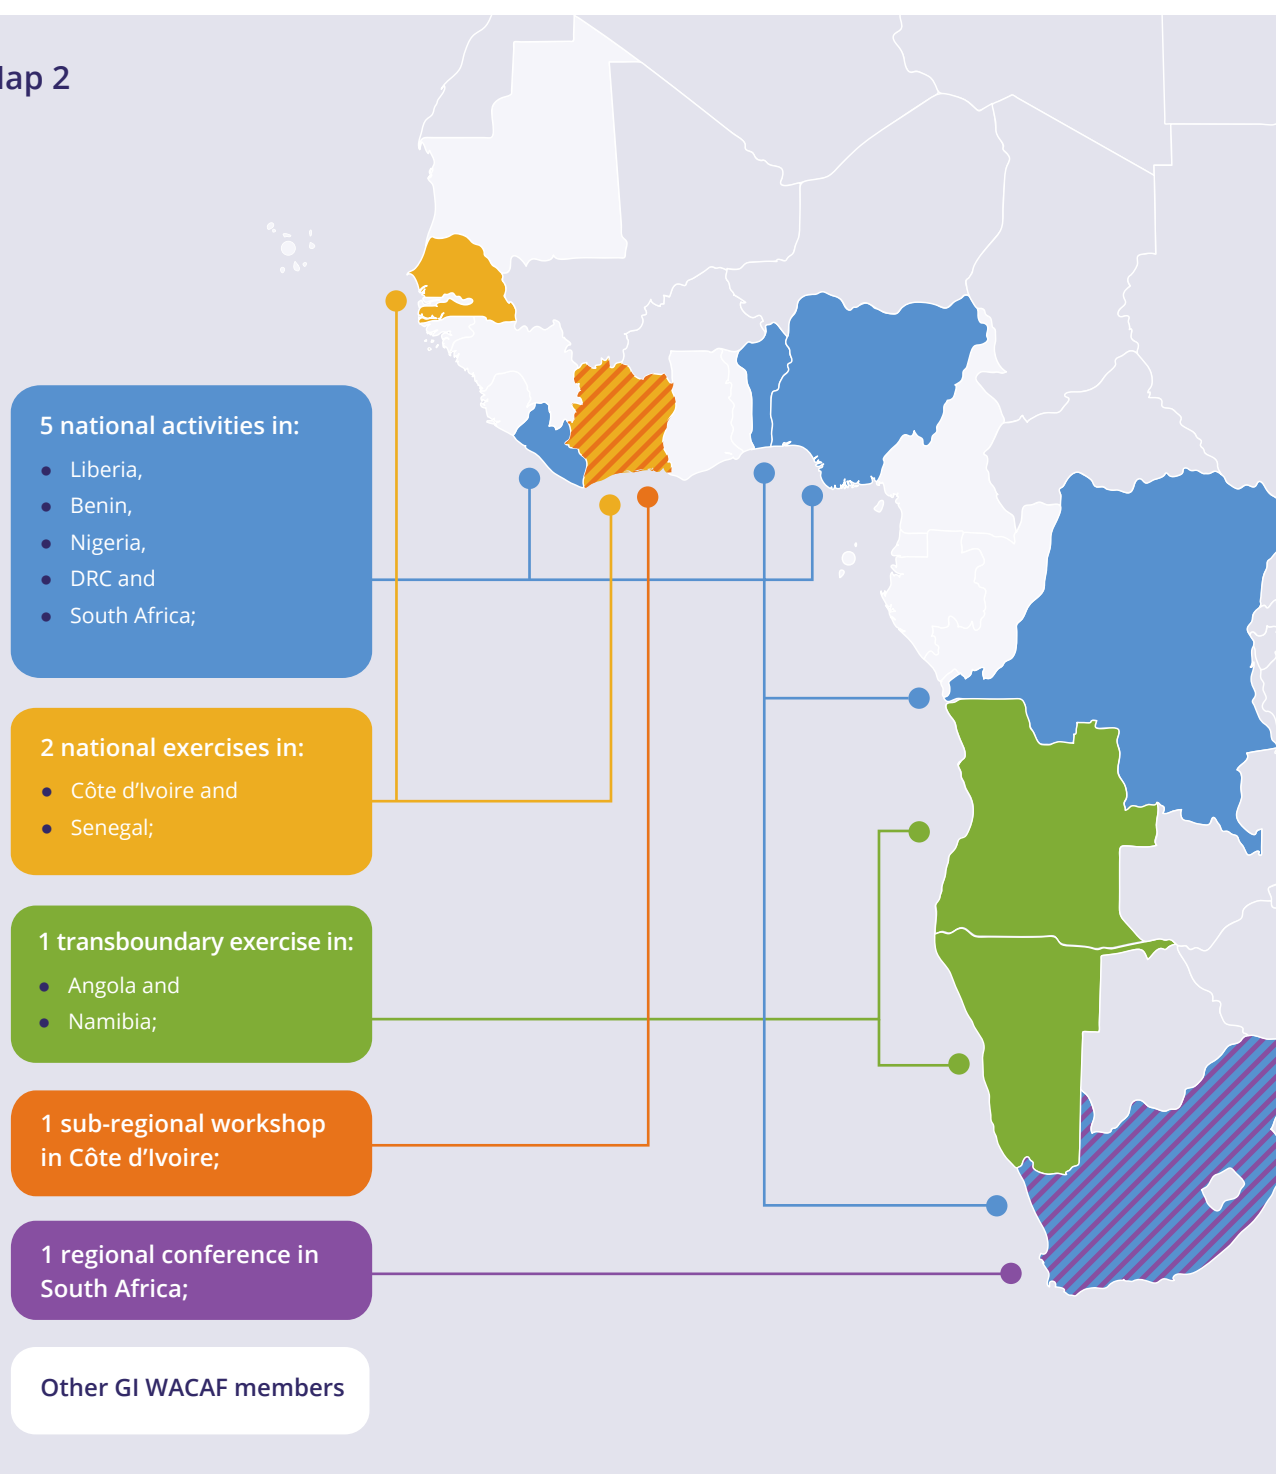 ap 2
5 national activities in:
• Liberia,
• Benin,
• Nigeria,
• DRC and
• South Africa;
2 national exercises in:
• Côte d’Ivoire and
• Senegal;
1 transboundary exercise in:
• Angola and
• Namibia;
1 sub-regional workshop
in Côte d’Ivoire;
1 regional conference in
South Africa;
Other GI WACAF members